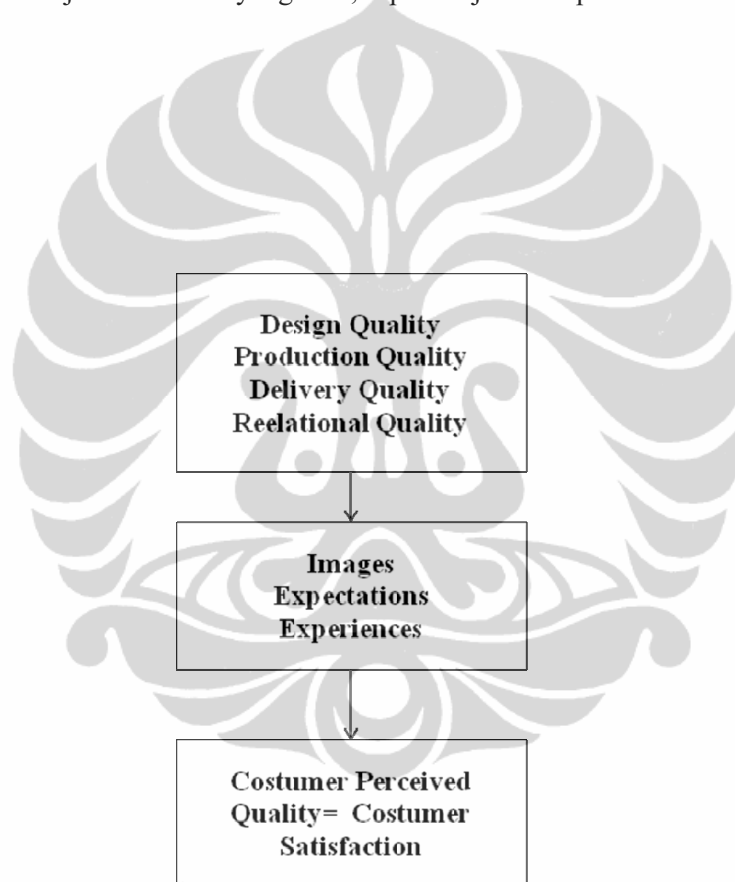 Design Quality
Production Quality
Delivery Quality
Reelational Quality
Images
Expectations
Experiences
Costumer Perceived
Quality= Costumer
Satisfaction